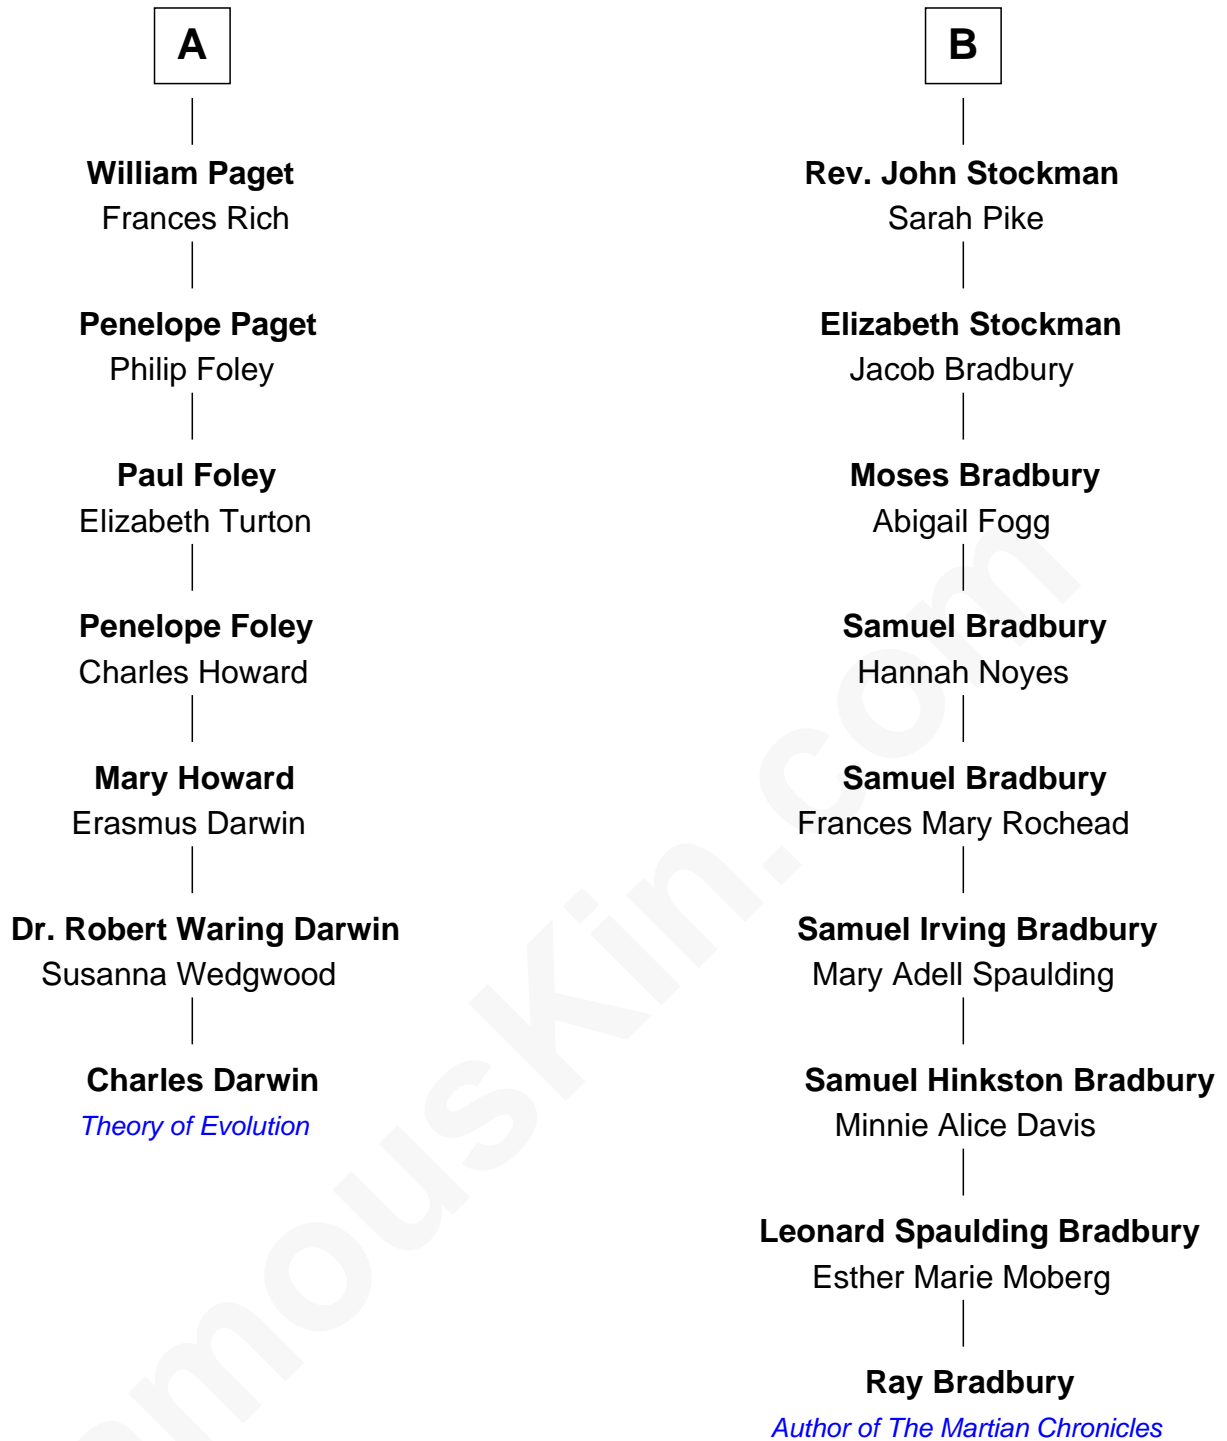 A
William Paget
Frances Rich
Penelope Paget
Philip Foley
Paul Foley
Elizabeth Turton
Penelope Foley
Charles Howard
Mary Howard
Erasmus Darwin
Dr. Robert Waring Darwin
Susanna Wedgwood
Charles Darwin
Theory of Evolution
B
Rev. John Stockman
Sarah Pike
Elizabeth Stockman
Jacob Bradbury
Moses Bradbury
Abigail Fogg
Samuel Bradbury
Hannah Noyes
Samuel Bradbury
Frances Mary Rochead
Samuel Irving Bradbury
Mary Adell Spaulding
Samuel Hinkston Bradbury
Minnie Alice Davis
Leonard Spaulding Bradbury
Esther Marie Moberg
Ray Bradbury
Author of The Martian Chronicles
amouskin.com